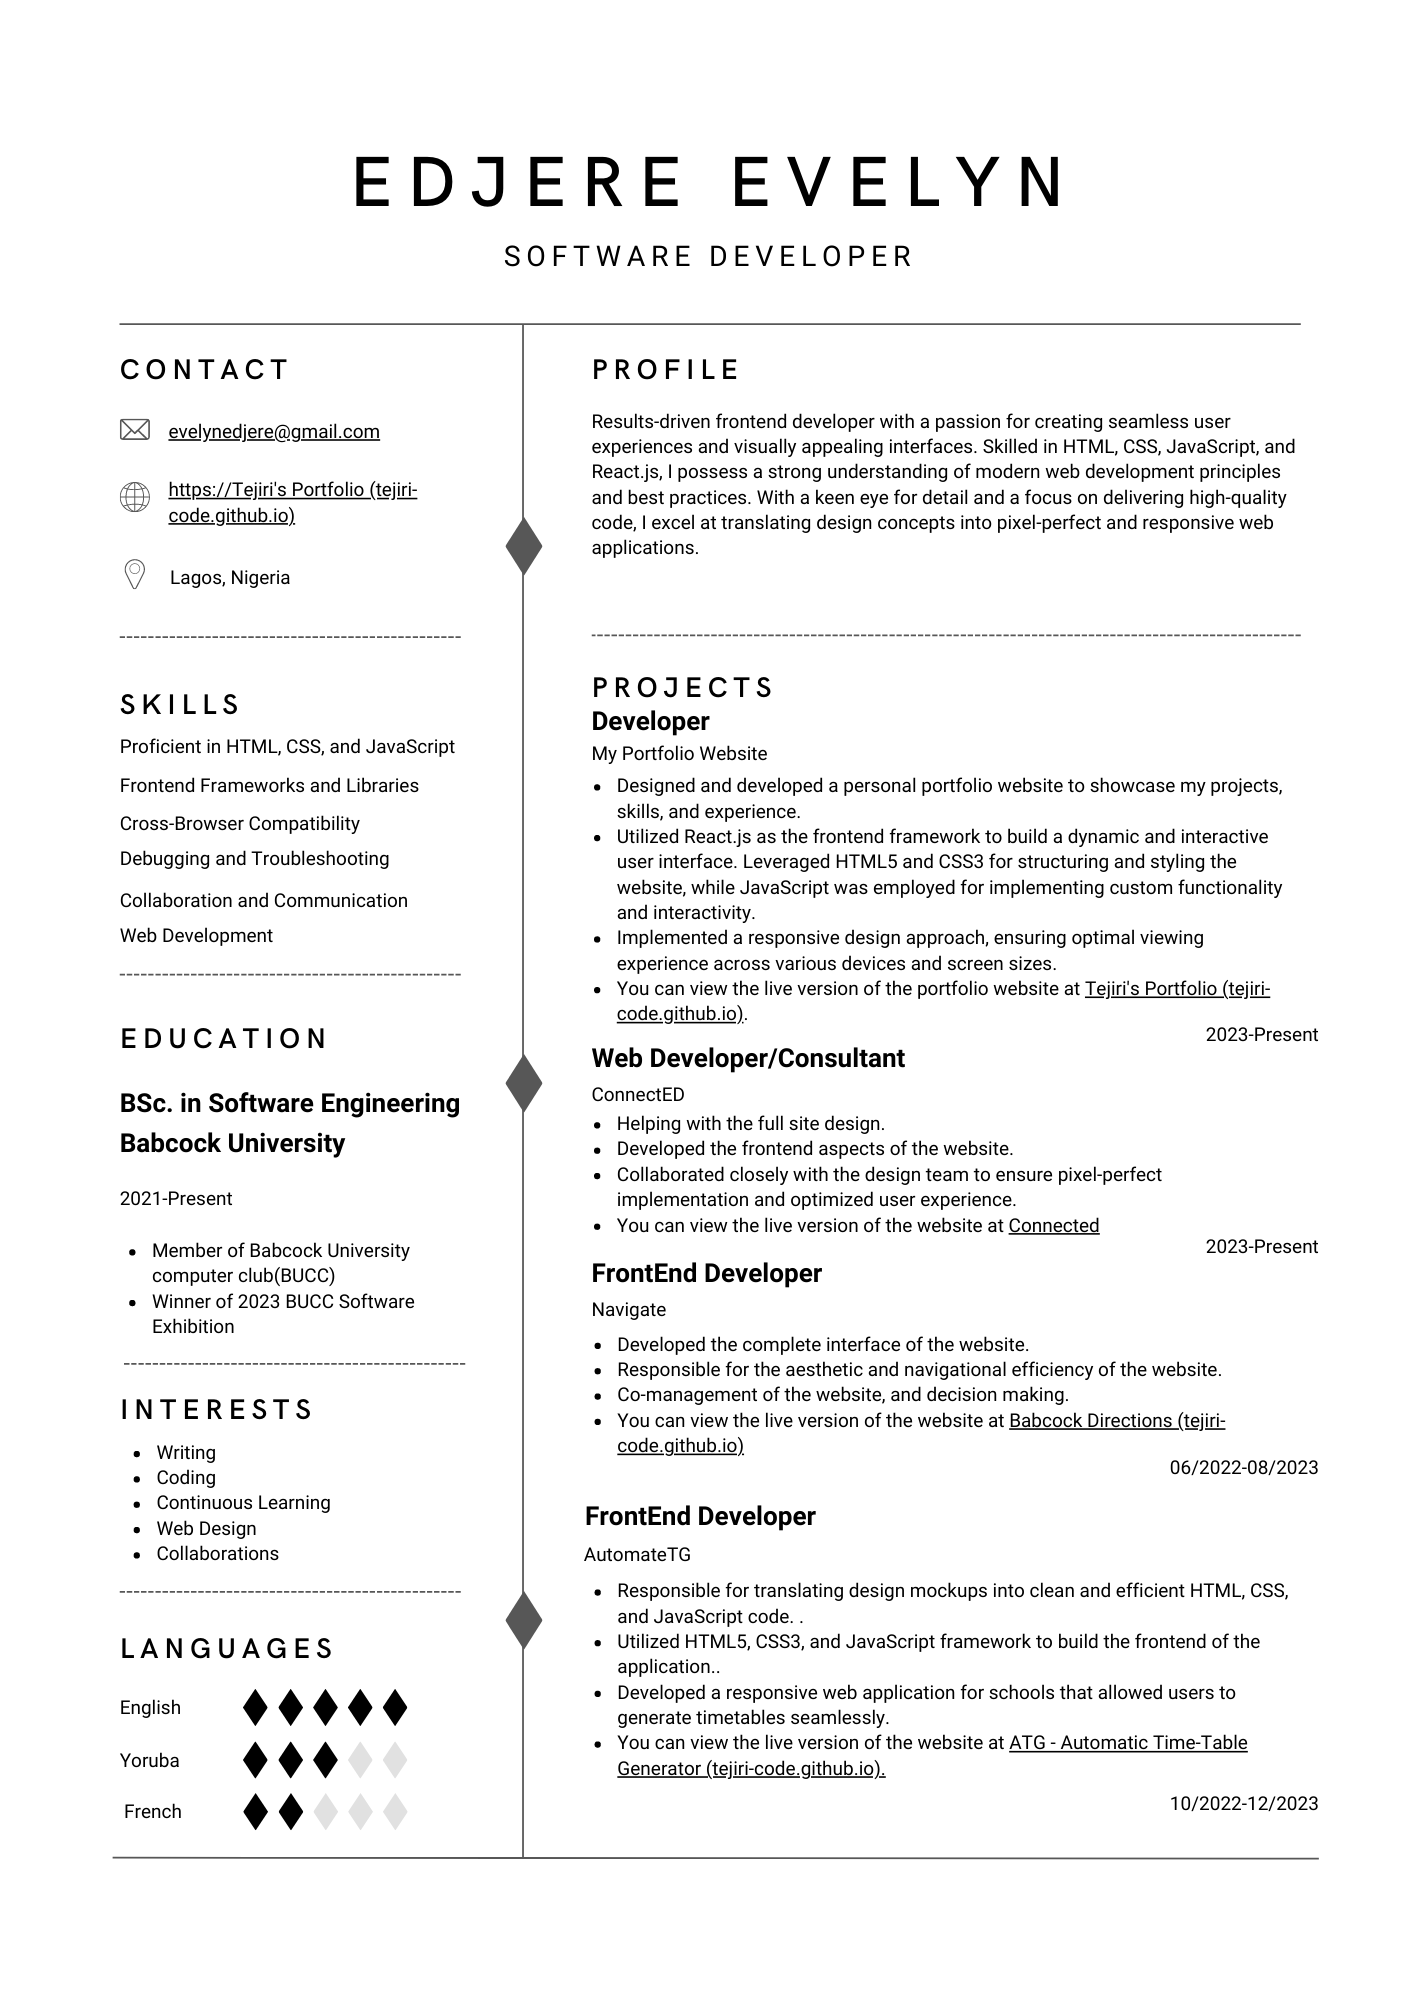 EDJERE EVELYN
SOFTWARE DEVELOPER
CONTACT
evelynedjere@gmail.com
https://Tejiri's Portfolio (tejiri-
code.github.io)
Lagos, Nigeria
SKILLS
Proficient in HTML, CSS, and JavaScript
Frontend Frameworks and Libraries
Cross-Browser Compatibility
Debugging and Troubleshooting
Collaboration and Communication
Web Development
EDUCATION
BSc. in Software Engineering
Babcock University
2021-Present
• Member of Babcock University
computer club(BUCC)
• Winner of 2023 BUCC Software
Exhibition
INTERESTS
• Writing
• Coding
• Continuous Learning
• Web Design
• Collaborations
LANGUAGES
English
Yoruba
French
PROFILE
Results-driven frontend developer with a passion for creating seamless user
experiences and visually appealing interfaces. Skilled in HTML, CSS, JavaScript, and
React.js, I possess a strong understanding of modern web development principles
and best practices. With a keen eye for detail and a focus on delivering high-quality
code, I excel at translating design concepts into pixel-perfect and responsive web
applications.
PROJECTS
Developer
My Portfolio Website
• Designed and developed a personal portfolio website to showcase my projects,
skills, and experience.
• Utilized React.js as the frontend framework to build a dynamic and interactive
user interface. Leveraged HTML5 and CSS3 for structuring and styling the
website, while JavaScript was employed for implementing custom functionality
and interactivity.
• Implemented a responsive design approach, ensuring optimal viewing
experience across various devices and screen sizes.
• You can view the live version of the portfolio website at Tejiri's Portfolio (tejiri-
code.github.io).
2023-Present
Web Developer/Consultant
ConnectED
• Helping with the full site design.
• Developed the frontend aspects of the website.
• Collaborated closely with the design team to ensure pixel-perfect
implementation and optimized user experience.
• You can view the live version of the website at Connected
2023-Present
FrontEnd Developer
Navigate
• Developed the complete interface of the website.
• Responsible for the aesthetic and navigational efficiency of the website.
• Co-management of the website, and decision making.
• You can view the live version of the website at Babcock Directions (tejiri-
code.github.io)
06/2022-08/2023
FrontEnd Developer
AutomateTG
• Responsible for translating design mockups into clean and efficient HTML, CSS,
and JavaScript code. .
• Utilized HTML5, CSS3, and JavaScript framework to build the frontend of the
application..
• Developed a responsive web application for schools that allowed users to
generate timetables seamlessly.
• You can view the live version of the website at ATG - Automatic Time-Table
Generator (tejiri-code.github.io).
10/2022-12/2023